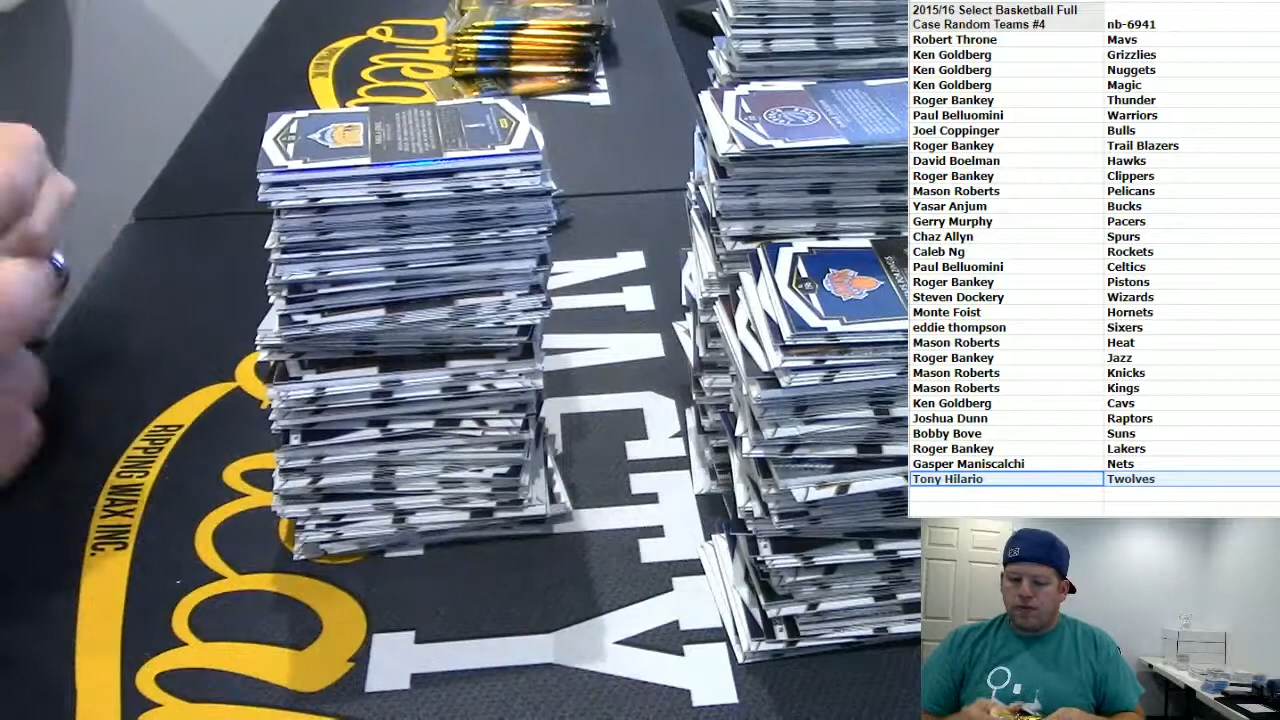 2015/16 Select Basketball Full
Case Random Teams #4 nb-6941
Robert Throne Mavs
Ken Goldberg Grizzlies
Ken Goldberg Nuggets
Ken Goldberg Magic
Roger Bankey Thunder
Paul Belluomini Warriors
Joel Coppinger Bulls
Roger Bankey Trail Blazers
David Boelman Hawks
Roger Bankey Clippers
Mason Roberts Pelicans
Yasar Anjum Bucks
Gerry Murphy Pacers
Chaz Allyn Spurs
Caleb Ng Rockets
Paul Belluomini Celtics
Roger Bankey Pistons
Steven Dockery Wizards
Monte Foist Hornets
eddie thompson Sixers
Mason Roberts Heat
Roger Bankey Jazz
Mason Roberts Knicks
Mason Roberts Kings
Ken Goldberg Cavs
Joshua Dunn Raptors
Bobby Bove Suns
Roger Bankey Lakers
Gasper Maniscalchi Nets
Tony Hilario Twolves
RIPPING WAX INC.